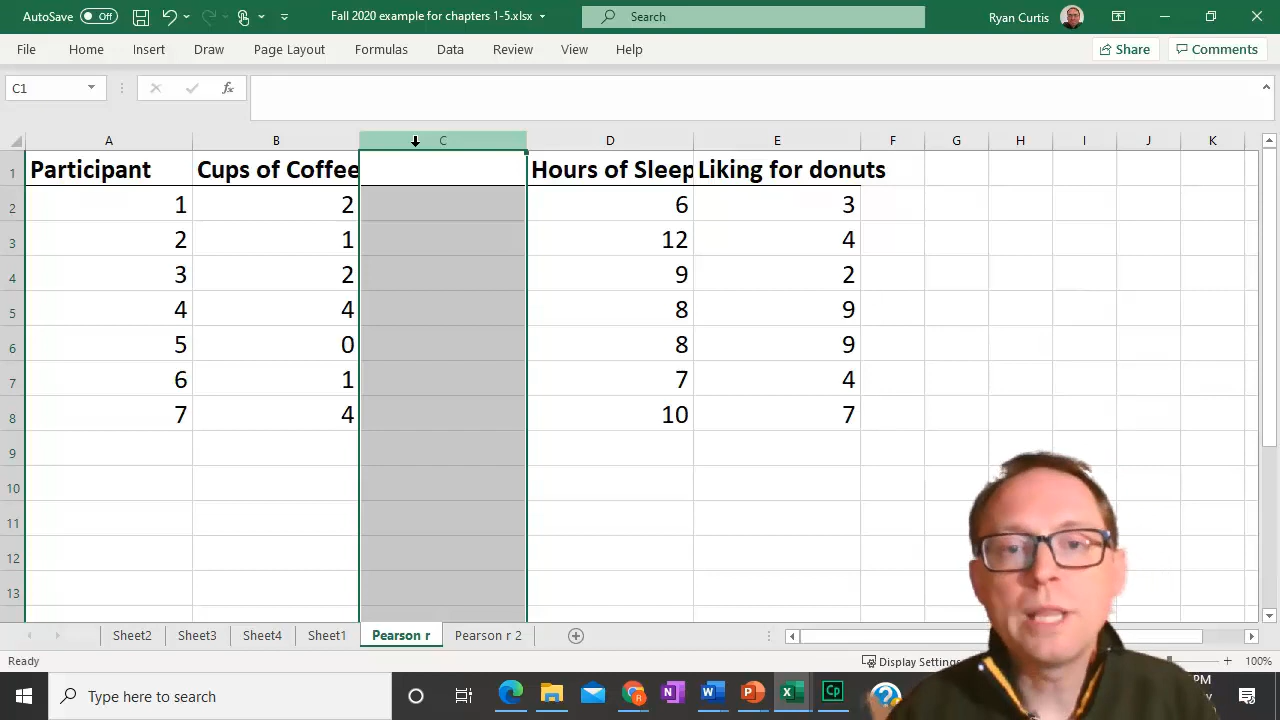 AutoSave Off
Fall 2020 example for chapters 1-5.xlsx
Search
Ryan Curtis
File Home Insert Draw Page Layout Formulas Data Review View Help
Share Comments
C1
fx
A B C D E F G H I J K
1 Participant Cups of Coffee Hours of Sleep Liking for donuts
2 1 2 6 3
3 2 1 12 4
4 3 2 9 2
5 4 4 8 9
6 5 0 8 9
7 6 1 7 4
8 7 4 10 7
9
10
11
12
13
Sheet2 Sheet3 Sheet4 Sheet1 Pearson r Pearson r 2
Ready
Display Settings
100%
Type here to search